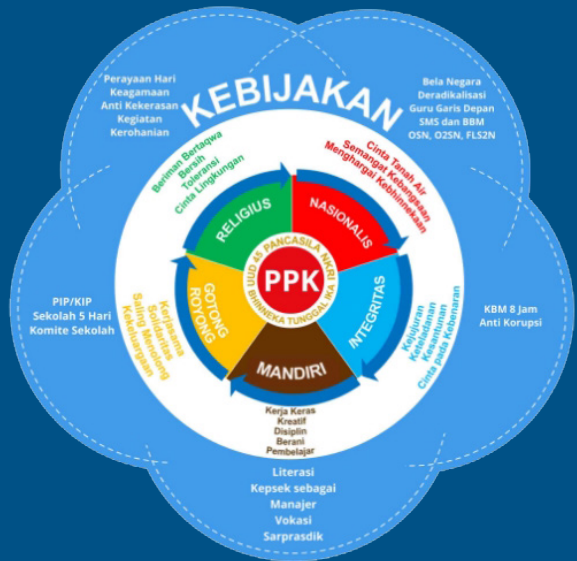 KEBIJAKAN
Perayaan Hari
Keagamaan
Anti Kekerasan
Kegiatan
Kerohanian
Bela Negara
Deradikalisasi
Guru Garis Depan
SMS dan BBM
OSN, O2SN, FLS2N
Beriman Bertaqwa
Bersih
Toleransi
Cinta Lingkungan
Cinta Tanah Air
Semangat Kebangsaan
Menghargai Kebhinnekaan
RELIGIUS
NASIONALIS
UUD 45 PANCASILA NKRI
BHINNEKA TUNGGAL IKA
PPK
GOTONG
ROYONG
INTEGRITAS
MANDIRI
PIP/KIP
Sekolah 5 Hari
Komite Sekolah
Kerjasama
Solidaritas
Saling Menolong
Kekeluargaan
Kejujuran
Keteladanan
Kesantunan
Cinta pada Kebenaran
KBM 8 Jam
Anti Korupsi
Kerja Keras
Kreatif
Disiplin
Berani
Pembelajar
Literasi
Kepsek sebagai
Manajer
Vokasi
Sarprasdik